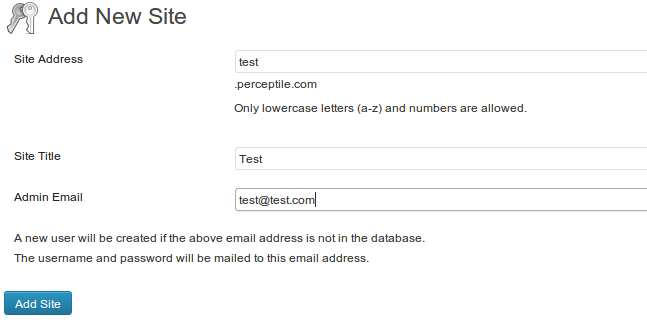 Add New Site
Site Address
test
.perceptile.com
Only lowercase letters (a-z) and numbers are allowed.
Site Title
Test
Admin Email
test@test.com
A new user will be created if the above email address is not in the database.
The username and password will be mailed to this email address.
Add Site